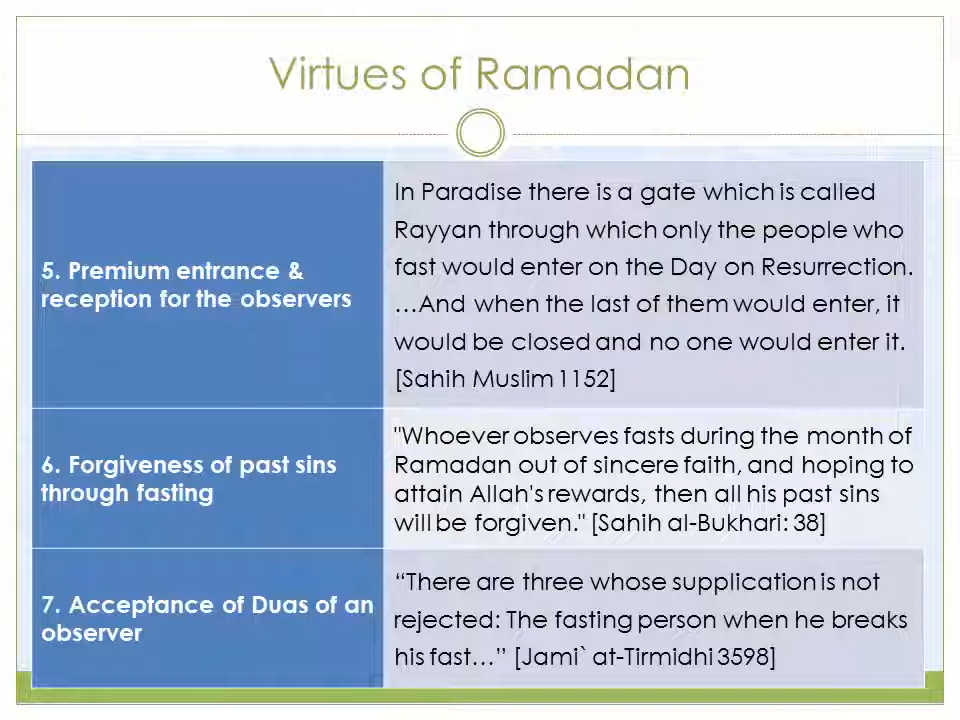 Virtues of Ramadan
5. Premium entrance &
reception for the observers
In Paradise there is a gate which is called
Rayyan through which only the people who
fast would enter on the Day on Resurrection.
…And when the last of them would enter, it
would be closed and no one would enter it.
[Sahih Muslim 1152]
6. Forgiveness of past sins
through fasting
"Whoever observes fasts during the month of
Ramadan out of sincere faith, and hoping to
attain Allah's rewards, then all his past sins
will be forgiven." [Sahih al-Bukhari: 38]
7. Acceptance of Duas of an
observer
“There are three whose supplication is not
rejected: The fasting person when he breaks
his fast…” [Jami` at-Tirmidhi 3598]